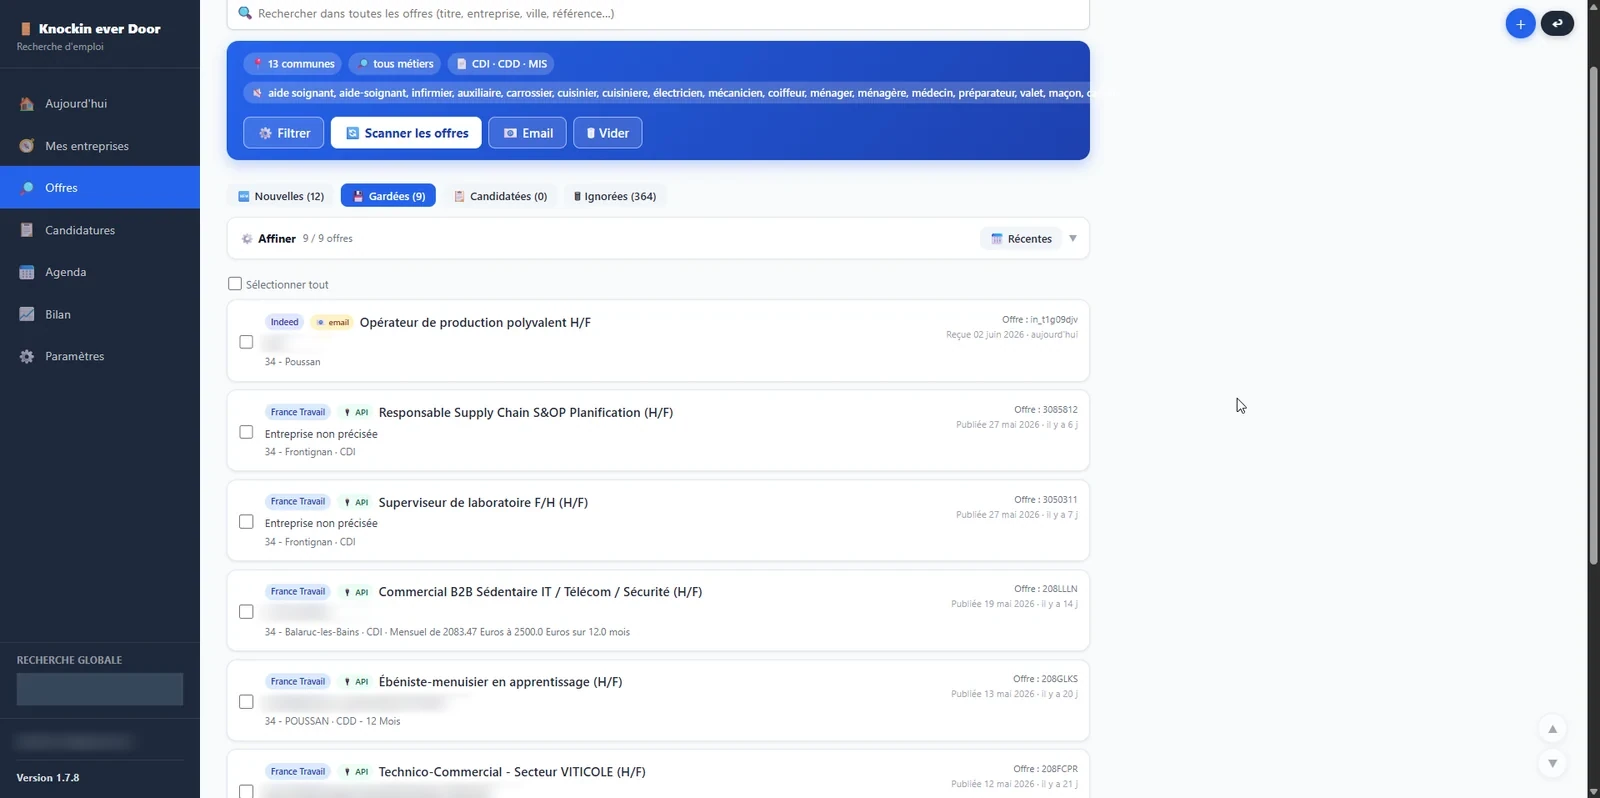 Knockin ever Door
Recherche d'emploi
Aujourd'hui
Mes entreprises
Offres
Candidatures
Agenda
Bilan
Paramètres
RECHERCHE GLOBALE
Version 1.7.8
Rechercher dans toutes les offres (titre, entreprise, ville, référence...)
13 communes
tous métiers
CDI · CDD · MIS
aide soignant, aide-soignant, infirmier, auxiliaire, carrossier, cuisinier, cuisiniere, électricien, mécanicien, coiffeur, ménager, ménagère, médecin, préparateur, valet, maçon,
Filtrer
Scanner les offres
Email
Vider
Nouvelles (12)
Gardées (9)
Candidatées (0)
Ignorées (364)
Affiner 9 / 9 offres
Récentes
Sélectionner tout
Indeed email Opérateur de production polyvalent H/F
Offre : in_t1g09djv
Reçue 02 juin 2026 · aujourd'hui
34 - Poussan
France Travail API Responsable Supply Chain S&OP Planification (H/F)
Offre : 3085812
Publiée 27 mai 2026 · il y a 6 j
Entreprise non précisée
34 - Frontignan · CDI
France Travail API Superviseur de laboratoire F/H (H/F)
Offre : 3050311
Publiée 27 mai 2026 · il y a 7 j
Entreprise non précisée
34 - Frontignan · CDI
France Travail API Commercial B2B Sédentaire IT / Télécom / Sécurité (H/F)
Offre : 208LLLN
Publiée 19 mai 2026 · il y a 14 j
34 - Balaruc-les-Bains · CDI · Mensuel de 2083.47 Euros à 2500.0 Euros sur 12.0 mois
France Travail API Ébéniste-menuisier en apprentissage (H/F)
Offre : 208GLKS
Publiée 13 mai 2026 · il y a 20 j
34 - POUSSAN · CDD - 12 Mois
France Travail API Technico-Commercial - Secteur VITICOLE (H/F)
Offre : 208FCPR
Publiée 12 mai 2026 · il y a 21 j